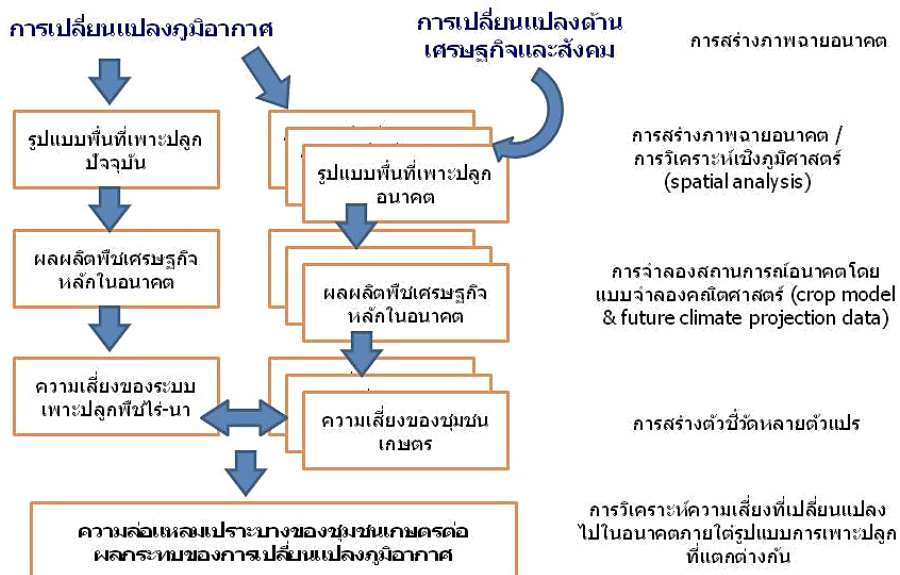 การเปลี่ยนแปลงภูมิอากาศ
การเปลี่ยนแปลงด้าน
เศรษฐกิจและสังคม
การสร้างภาพฉายอนาคต
รูปแบบพื้นที่เพาะปลูก
ปัจจุบัน
รูปแบบพื้นที่เพาะปลูก
อนาคต
การสร้างภาพฉายอนาคต /
การวิเคราะห์เชิงภูมิศาสตร์
(spatial analysis)
ผลผลิตพืชเศรษฐกิจ
หลักในอนาคต
ผลผลิตพืชเศรษฐกิจ
หลักในอนาคต
การจำลองสถานการณ์อนาคตโดย
แบบจำลองคณิตศาสตร์ (crop model
& future climate projection data)
ความเสี่ยงของระบบ
เพาะปลูกพืชไร่-นา
ความเสี่ยงของชุมชน
เกษตร
การสร้างตัวชี้วัดหลายตัวแปร
ความล่อแหลมเปราะบางของชุมชนเกษตรต่อ
ผลกระทบของการเปลี่ยนแปลงภูมิอากาศ
การวิเคราะห์ความเสี่ยงที่เปลี่ยนแปลง
ไปในอนาคตภายใต้รูปแบบการเพาะปลูก
ที่แตกต่างกัน